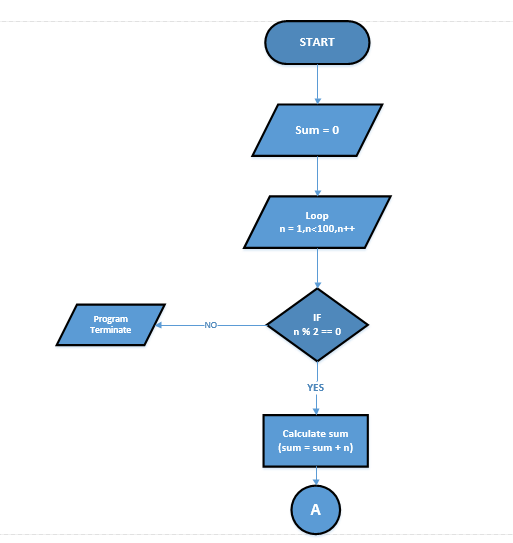 START
Sum = 0
Loop
n = 1,n<100,n++
IF
n % 2 == 0
NO
Program
Terminate
YES
Calculate sum
(sum = sum + n)
A